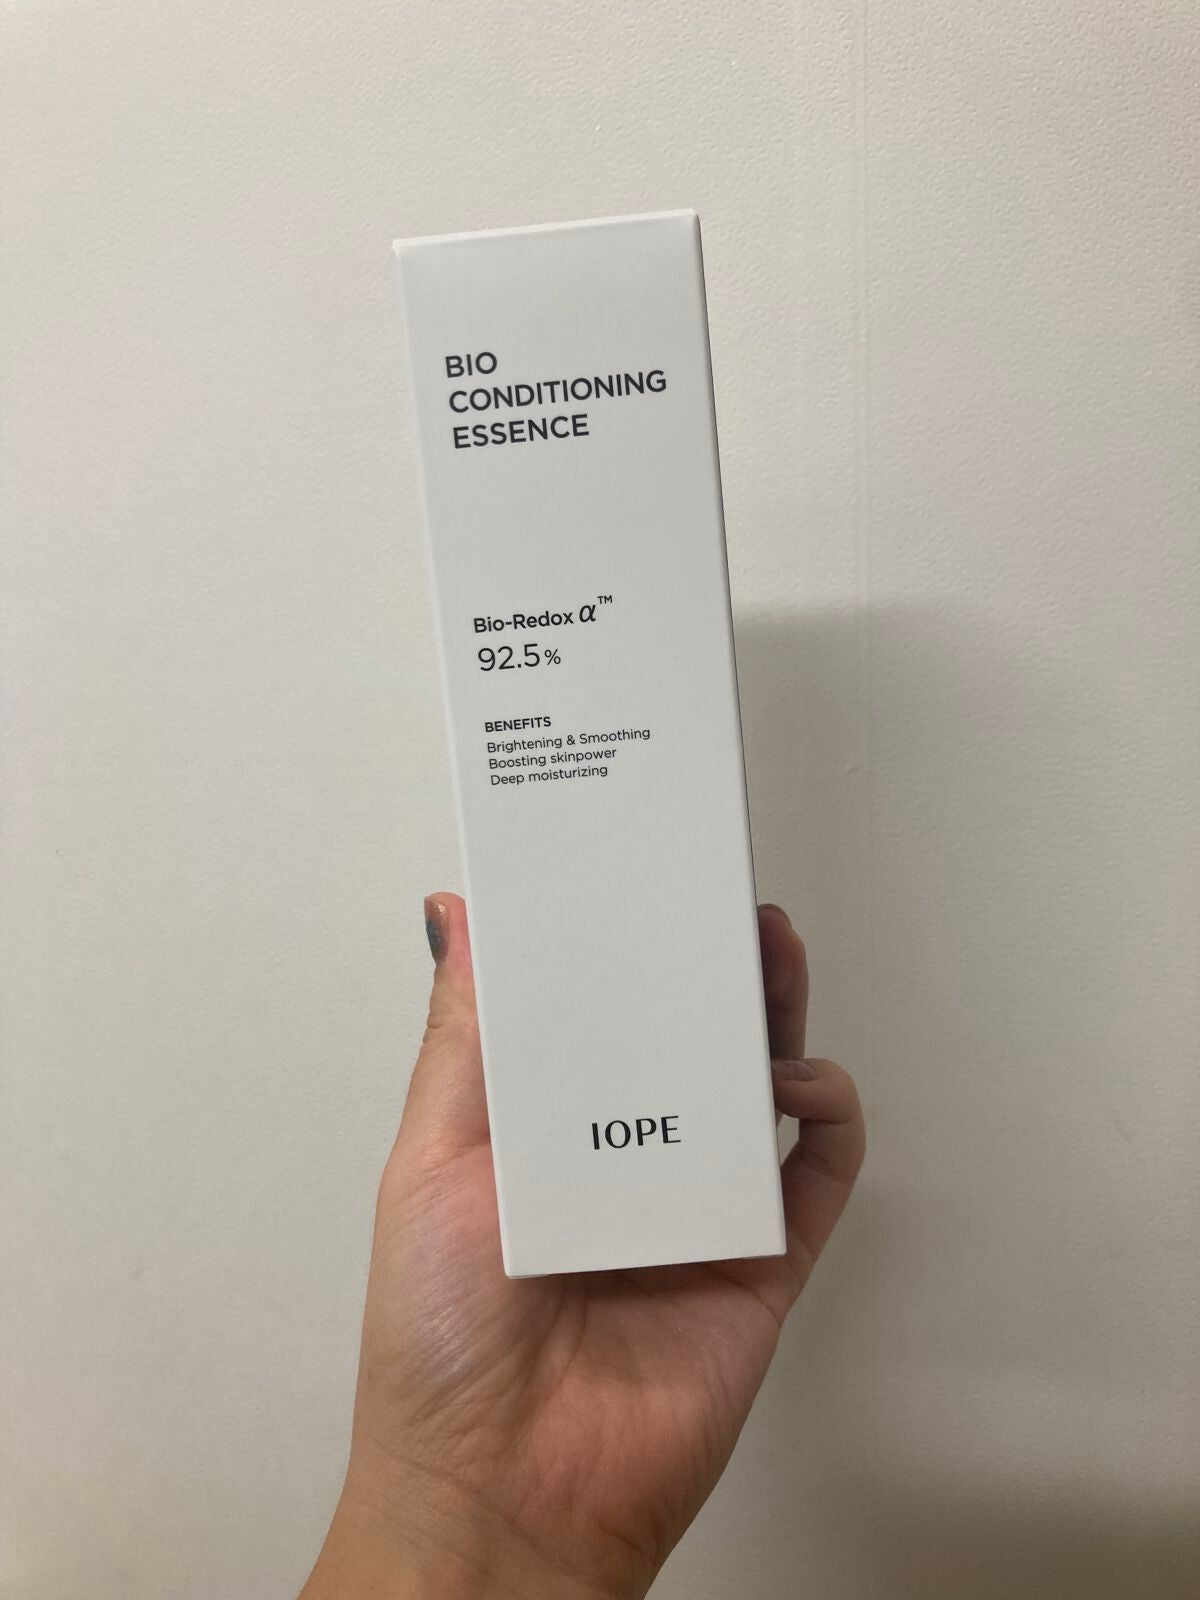 BIO
CONDITIONING
ESSENCE
Bio-Redox α™
92.5%
BENEFITS
Brightening & Smoothing
Boosting skinpower
Deep moisturizing
IOPE